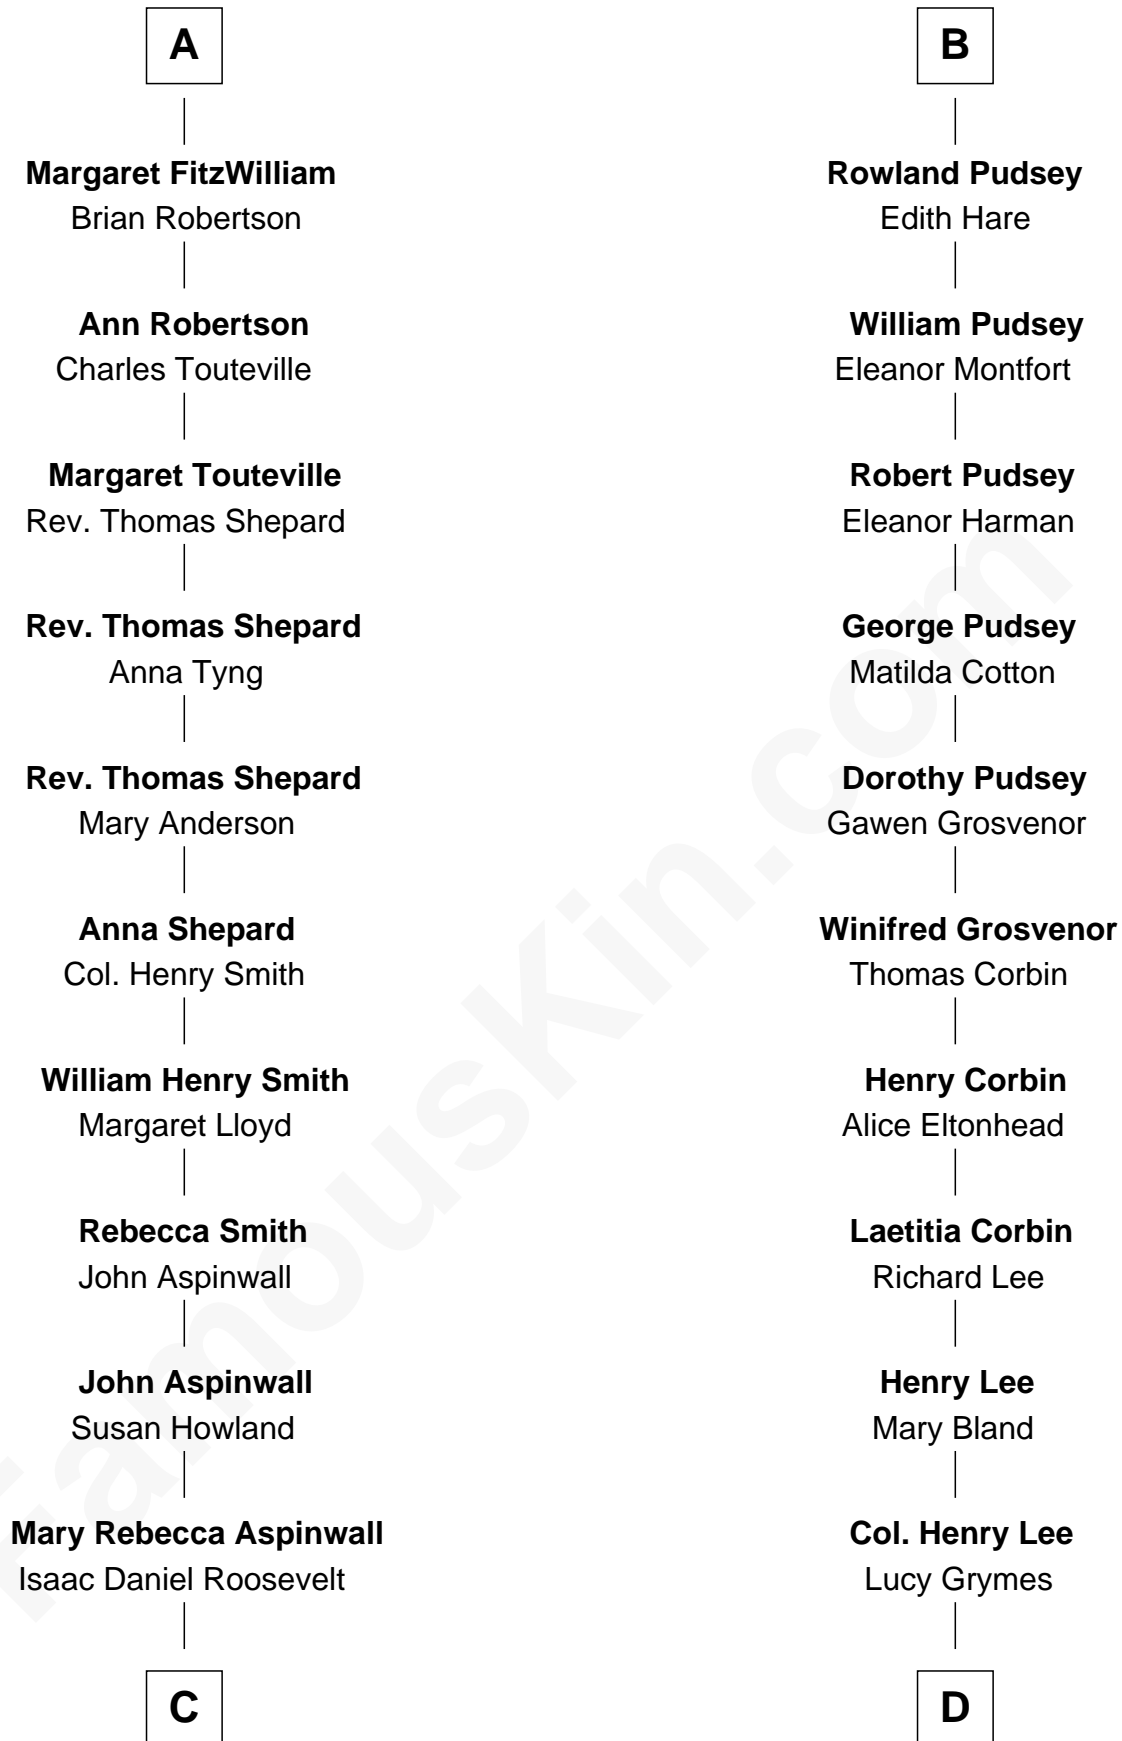 A
Margaret FitzWilliam
Brian Robertson
Ann Robertson
Charles Touteville
Margaret Touteville
Rev. Thomas Shepard
Rev. Thomas Shepard
Anna Tyng
Rev. Thomas Shepard
Mary Anderson
Anna Shepard
Col. Henry Smith
William Henry Smith
Margaret Lloyd
Rebecca Smith
John Aspinwall
John Aspinwall
Susan Howland
Mary Rebecca Aspinwall
Isaac Daniel Roosevelt
C
B
Rowland Pudsey
Edith Hare
William Pudsey
Eleanor Montfort
Robert Pudsey
Eleanor Harman
George Pudsey
Matilda Cotton
Dorothy Pudsey
Gawen Grosvenor
Winifred Grosvenor
Thomas Corbin
Henry Corbin
Alice Eltonhead
Laetitia Corbin
Richard Lee
Henry Lee
Mary Bland
Col. Henry Lee
Lucy Grymes
D
FamousKin.com